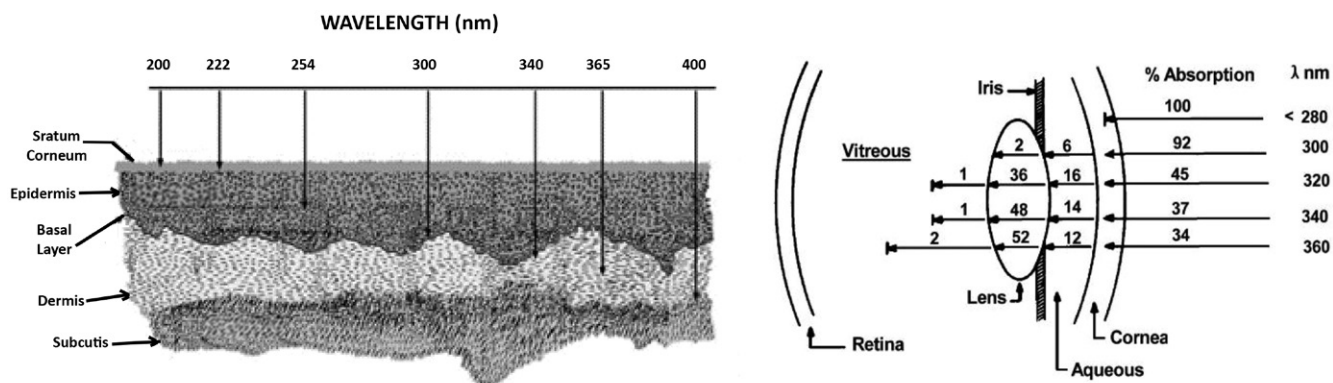 WAVELENGTH (nm)
200 222 254 300 340 365 400
Sratum
Corneum
Epidermis
Basal
Layer
Dermis
Subcutis
% Absorption λ nm
Iris
100 < 280
Vitreous 2 6 92 300
1 36 16 45 320
1 48 14 37 340
2 52 12 34 360
Lens
Retina Cornea
Aqueous